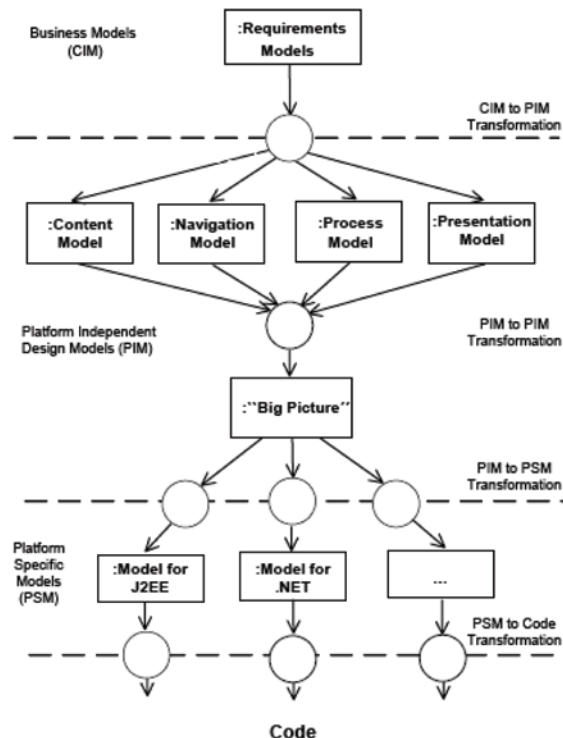 Business Models
(CIM)
:Requirements
Models
CIM to PIM
Transformation
:Content
Model
:Navigation
Model
:Process
Model
:Presentation
Model
Platform Independent
Design Models (PIM)
PIM to PIM
Transformation
:``Big Picture´´
PIM to PSM
Transformation
Platform
Specific
Models
(PSM)
:Model for
J2EE
:Model for
.NET
...
PSM to Code
Transformation
Code